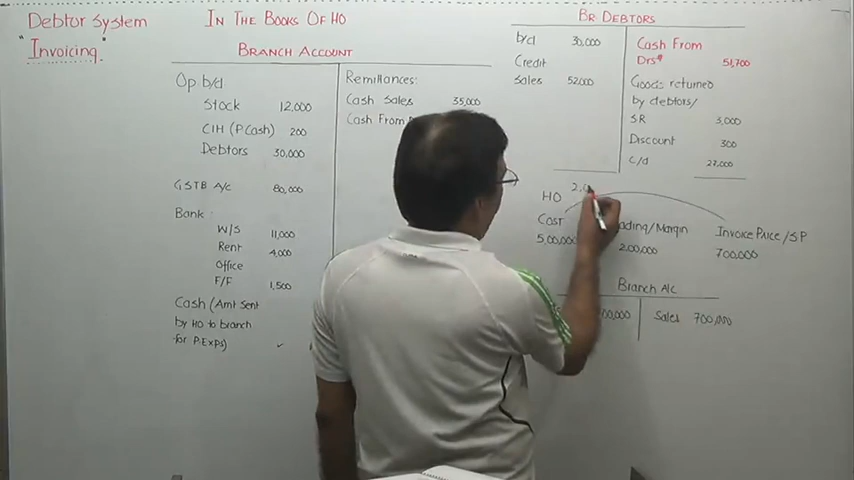 Debtor System
"Invoicing"
In The Books Of HO
Branch Account
Op b/d
Stock 12,000
CIH (P.Cash) 200
Debtors 30,000
GSTB A/c 80,000
Bank:
W/S 11,000
Rent 4,000
Office
F/F 1,500
Cash (Amt Sent
by HO to branch
for P.Exps)
Remittances:
Cash Sales 35,000
Cash From
Br Debtors
b/d 30,000
Credit
Sales 52,000
Cash From
Drs# 51,700
Goods returned
by debtors/
SR 3,000
Discount 300
c/d 27,000
HO
Cost
5,00,000
2,00,000
Invoice Price/SP
700,000
Branch A/c
Sales 700,000